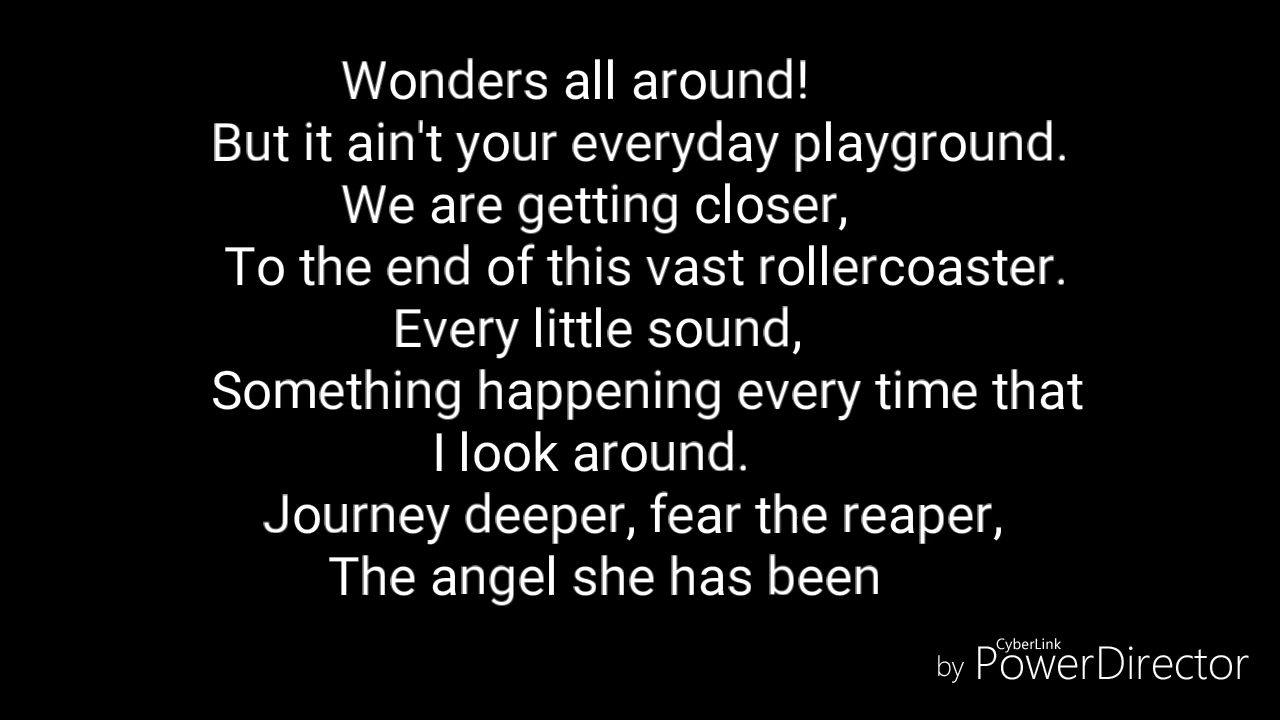 Wonders all around!
But it ain't your everyday playground.
We are getting closer,
To the end of this vast rollercoaster.
Every little sound,
Something happening every time that
I look around.
Journey deeper, fear the reaper,
The angel she has been
by CyberLink PowerDirector